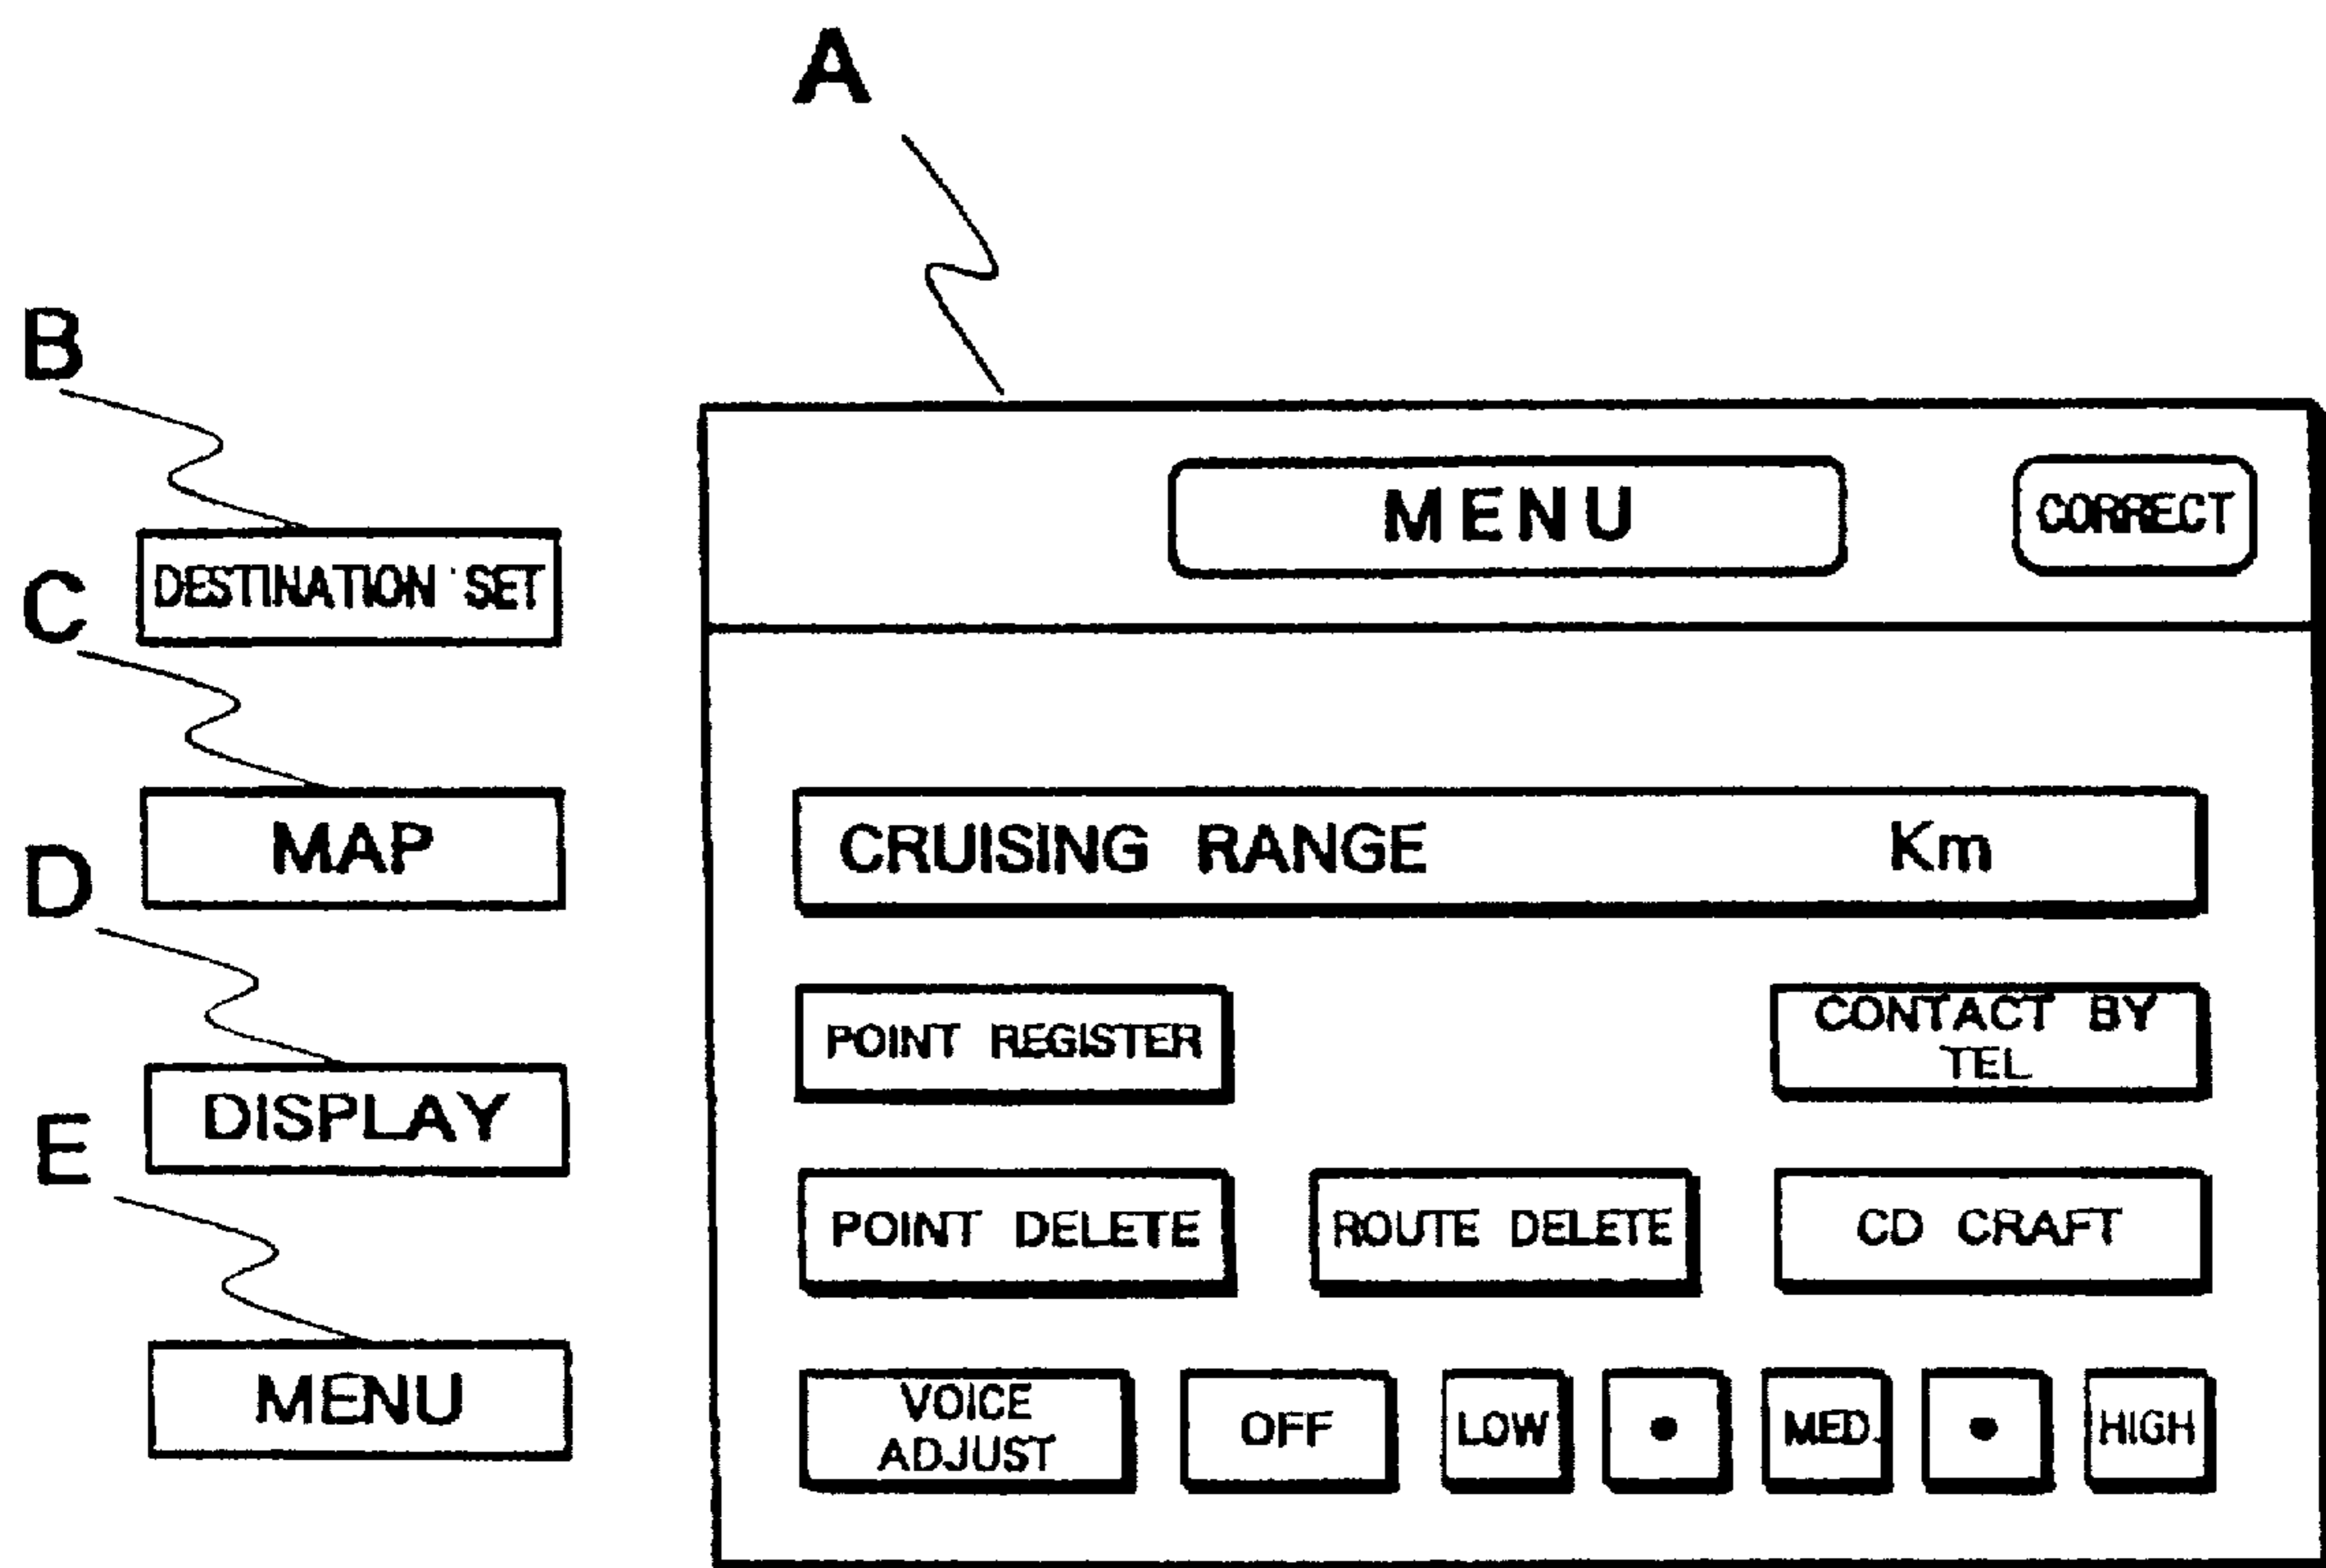 A
B
DESTINATION SET
C
MAP
D
DISPLAY
E
MENU
MENU
CORRECT
CRUISING RANGE Km
POINT REGISTER
CONTACT BY
TEL
POINT DELETE
ROUTE DELETE
CD CRAFT
VOICE
ADJUST
OFF
LOW
●
MED.
●
HIGH